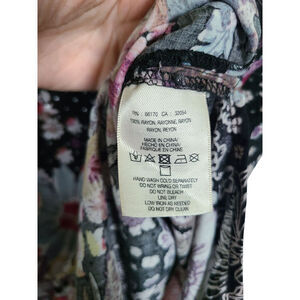 RN: 66170 CA: 32054
100% RAYON, RAYONNE, RAYON
RAYON, REYON
MADE IN CHINA/
HECHO EN CHINA/
FABRIQUE EN CHINE
HAND WASH COLD SEPARATELY
DO NOT WRING OR TWIST
DO NOT BLEACH
LINE DRY
LOW IRON AS NEEDED
DO NOT DRY CLEAN